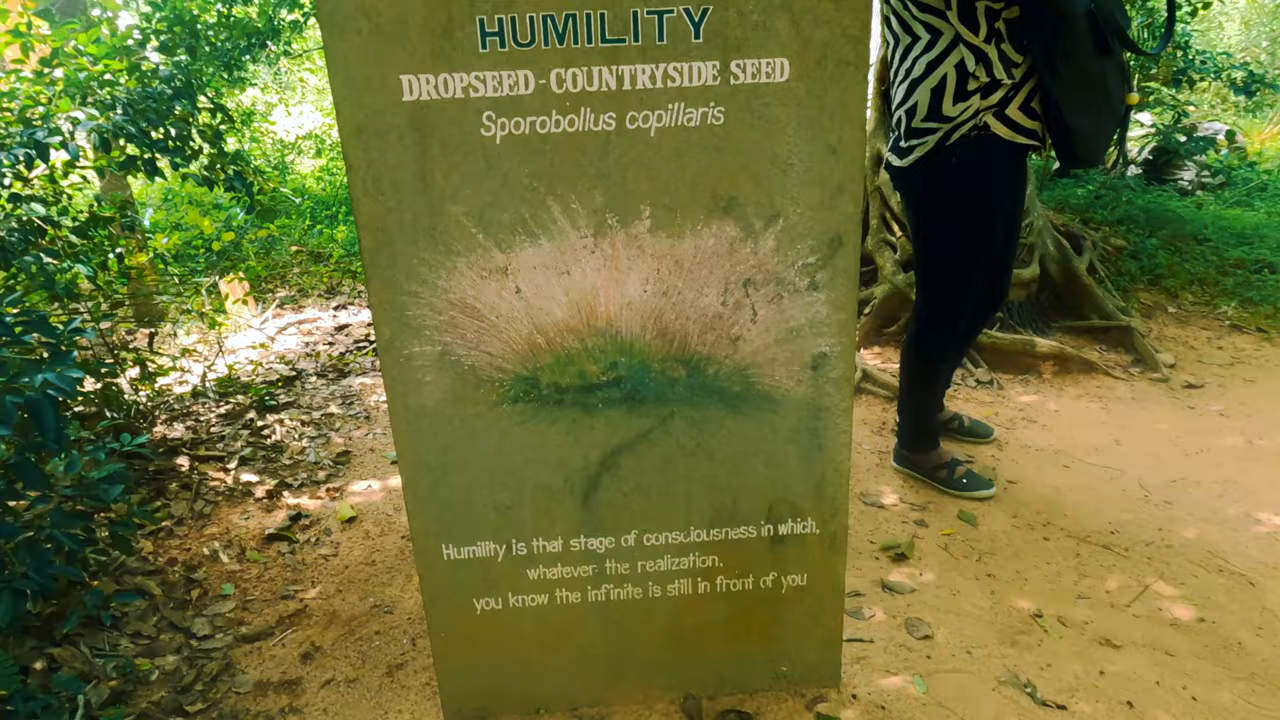 HUMILITY
DROPSEED-COUNTRYSIDE SEED
Sporobollus copillaris
Humility is that stage of consciousness in which,
whatever the realization,
you know the infinite is still in front of you